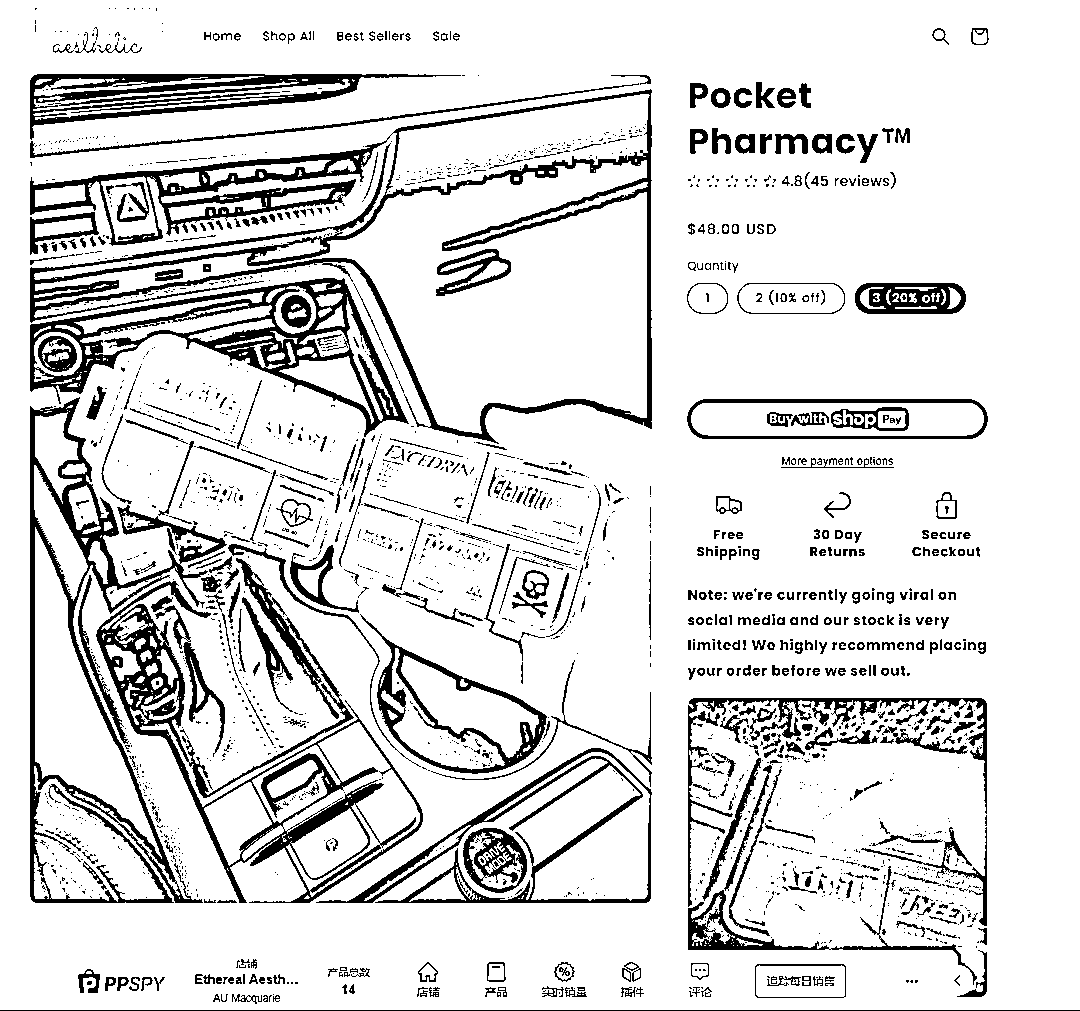 aesthetic
Home Shop All Best Sellers Sale
Pocket
Pharmacy™
4.8(45 reviews)
$48.00 USD
Quantity
1 2 (10% off) 3 (20% off)
Buy with shop Pay
More payment options
Free
Shipping
30 Day
Returns
Secure
Checkout
Note: we're currently going viral on
social media and our stock is very
limited! We highly recommend placing
your order before we sell out.
EXCEDRIN
DRIVE
MODE
P
PPSPY
店铺
Ethereal Aesth...
AU Macquarie
产品总数
14
店铺
产品
实时销量
插件
评论
追踪每日销售
...